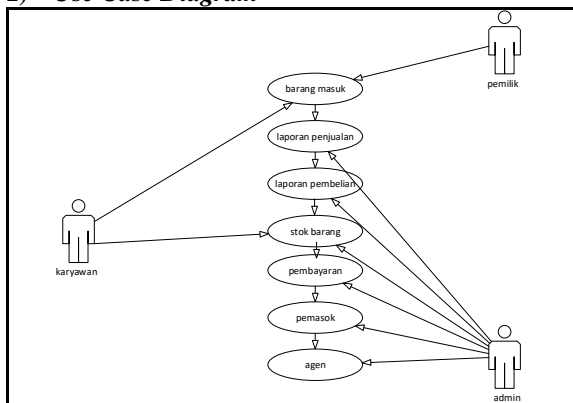 2) Use Case Diagram
pemilik
barang masuk
laporan penjualan
laporan pembelian
stok barang
karyawan
pembayaran
pemasok
agen
admin